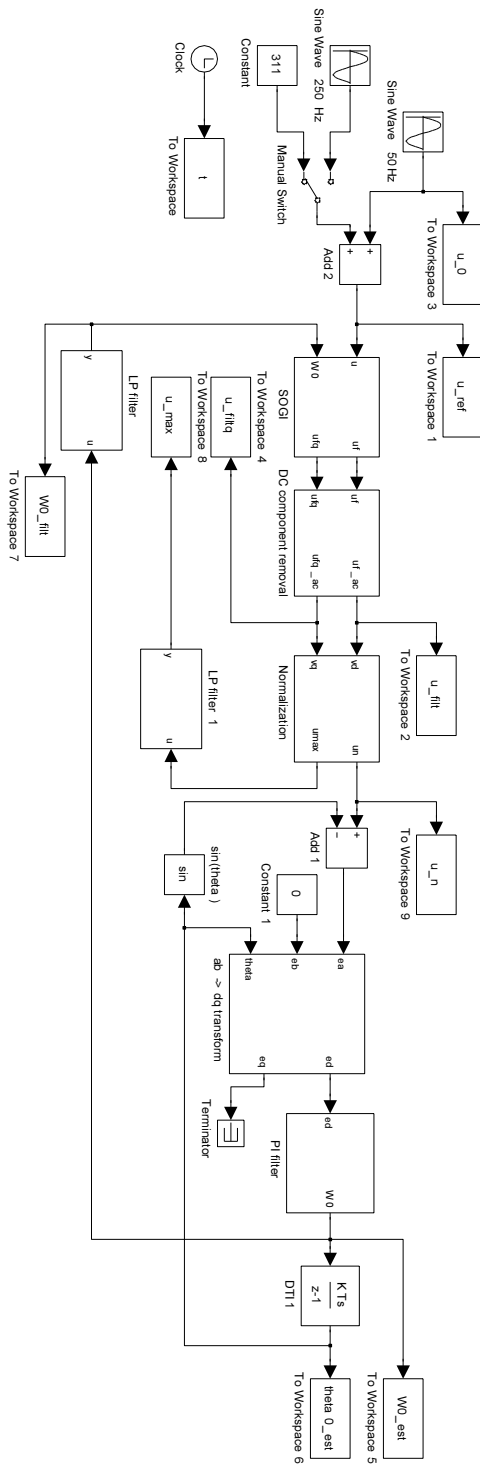 Sine Wave 50 Hz
u_0
To Workspace 3
Sine Wave 250 Hz
311
Constant
Manual Switch
+
+
Add 2
u_ref
To Workspace 1
L
Clock
t
To Workspace
u
W0
uf
ufq
SOGI
uf
ufq
uf_ac
ufq_ac
DC component removal
u_filt
To Workspace 2
To Workspace 4
u_filtq
u_max
To Workspace 8
vd
vq
un
umax
Normalization
u_n
To Workspace 9
LP filter
y
u
W0_filt
To Workspace 7
y
u
LP filter 1
+
-
Add 1
sin(theta)
sin
0
Constant 1
ea
eb
theta
ed
eq
ab -> dq transform
Terminator
ed
W0
PI filter
KTs
z-1
DTI1
W0_est
To Workspace 5
theta 0_est
To Workspace 6